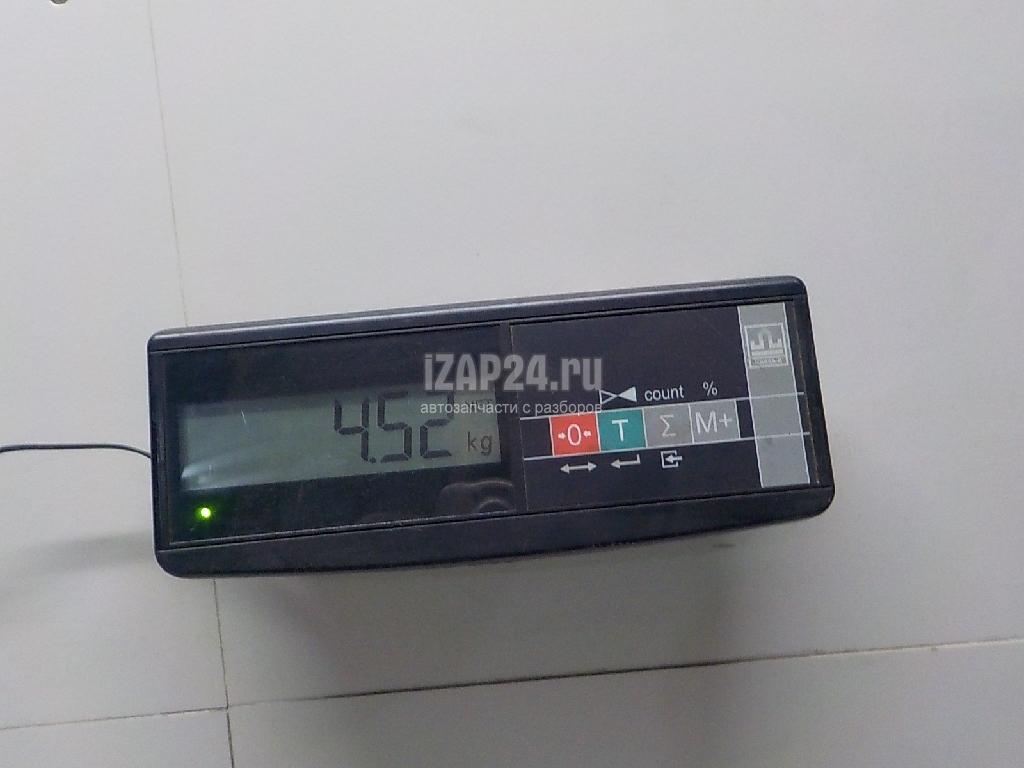 iZAP24.ru
автозапчасти с разборов
4.52 kg
count %
→0← T Σ M+